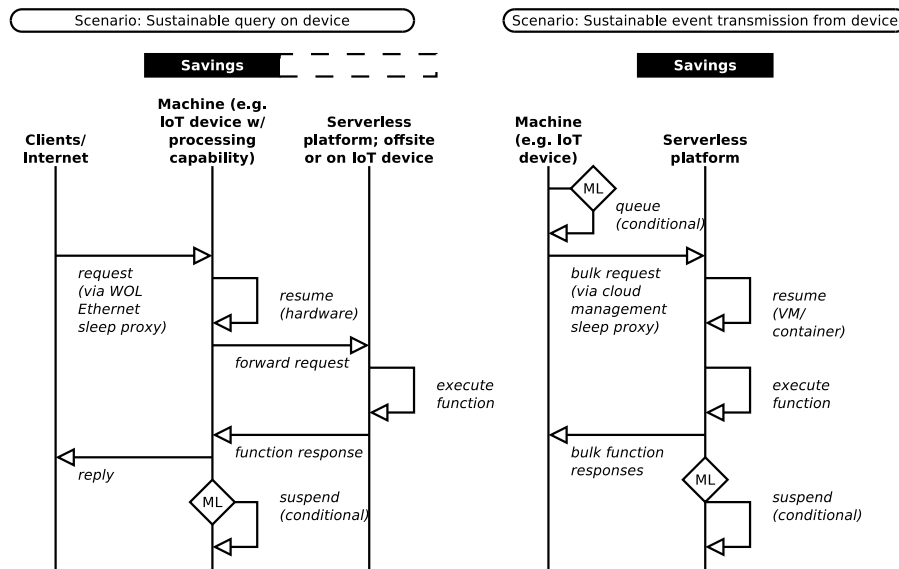 Scenario: Sustainable query on device
Savings
Clients/
Internet
Machine (e.g.
IoT device w/
processing
capability)
Serverless
platform; offsite
or on IoT device
request
(via WOL
Ethernet
sleep proxy)
resume
(hardware)
forward request
execute
function
function response
reply
ML
suspend
(conditional)
Scenario: Sustainable event transmission from device
Savings
Machine
(e.g. IoT
device)
Serverless
platform
ML
queue
(conditional)
bulk request
(via cloud
management
sleep proxy)
resume
(VM/
container)
execute
function
bulk function
responses
ML
suspend
(conditional)